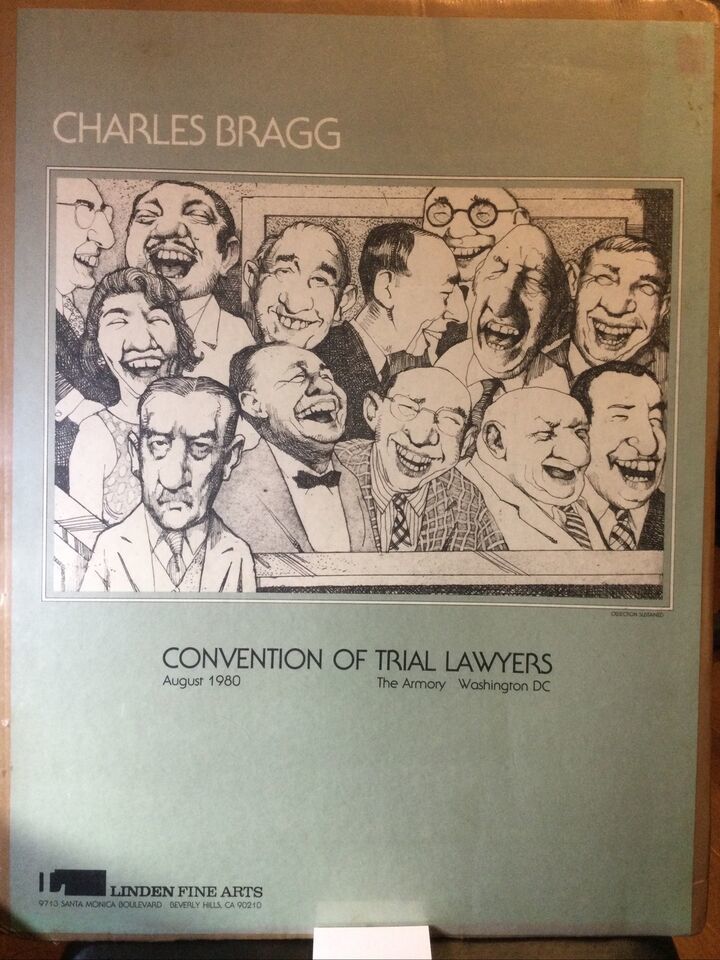 CHARLES BRAGG
OBJECTION SUSTAINED
CONVENTION OF TRIAL LAWYERS
August 1980 The Armory Washington DC
LINDEN FINE ARTS
9713 SANTA MONICA BOULEVARD BEVERLY HILLS, CA 90210